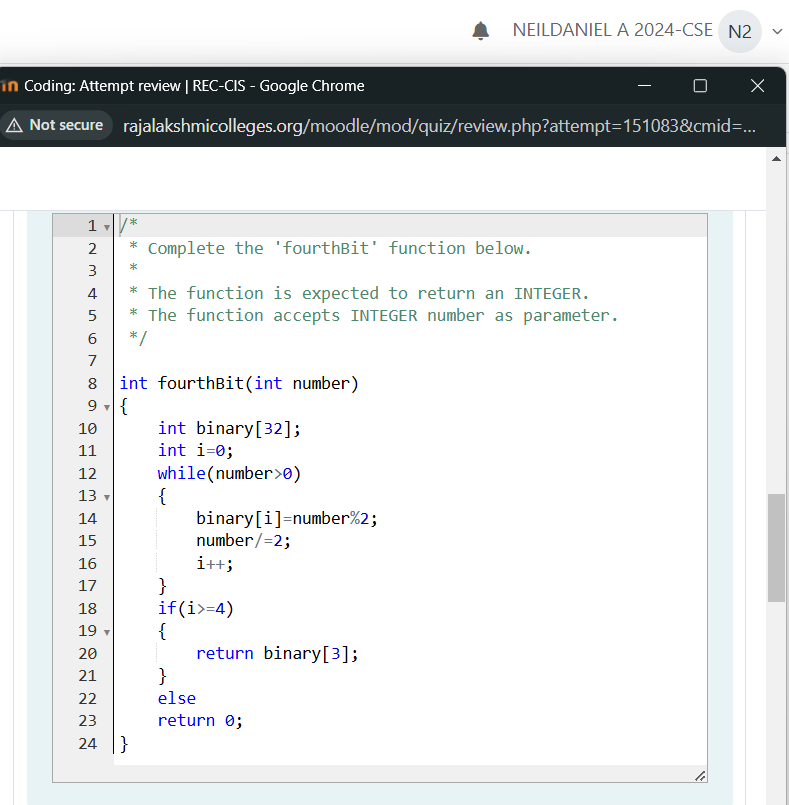 NEILDANIEL A 2024-CSE N2
Coding: Attempt review | REC-CIS - Google Chrome
Not secure rajalakshmicolleges.org/moodle/mod/quiz/review.php?attempt=151083&cmid=...
1 /*
2 * Complete the 'fourthBit' function below.
3 *
4 * The function is expected to return an INTEGER.
5 * The function accepts INTEGER number as parameter.
6 */
7
8 int fourthBit(int number)
9 {
10 int binary[32];
11 int i=0;
12 while(number>0)
13 {
14 binary[i]=number%2;
15 number/=2;
16 i++;
17 }
18 if(i>=4)
19 {
20 return binary[3];
21 }
22 else
23 return 0;
24 }